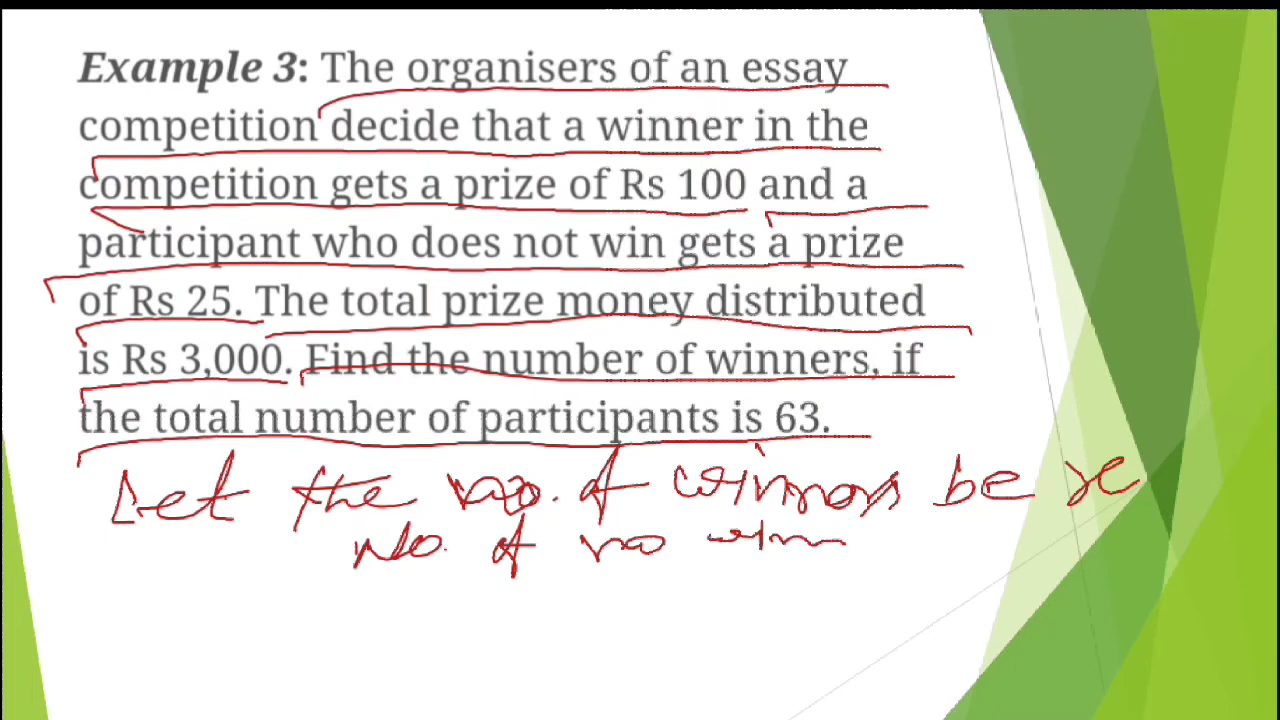 Example 3: The organisers of an essay
competition decide that a winner in the
competition gets a prize of Rs 100 and a
participant who does not win gets a prize
of Rs 25. The total prize money distributed
is Rs 3,000. Find the number of winners, if
the total number of participants is 63.
Let the no. of winners be x
No. of no winn